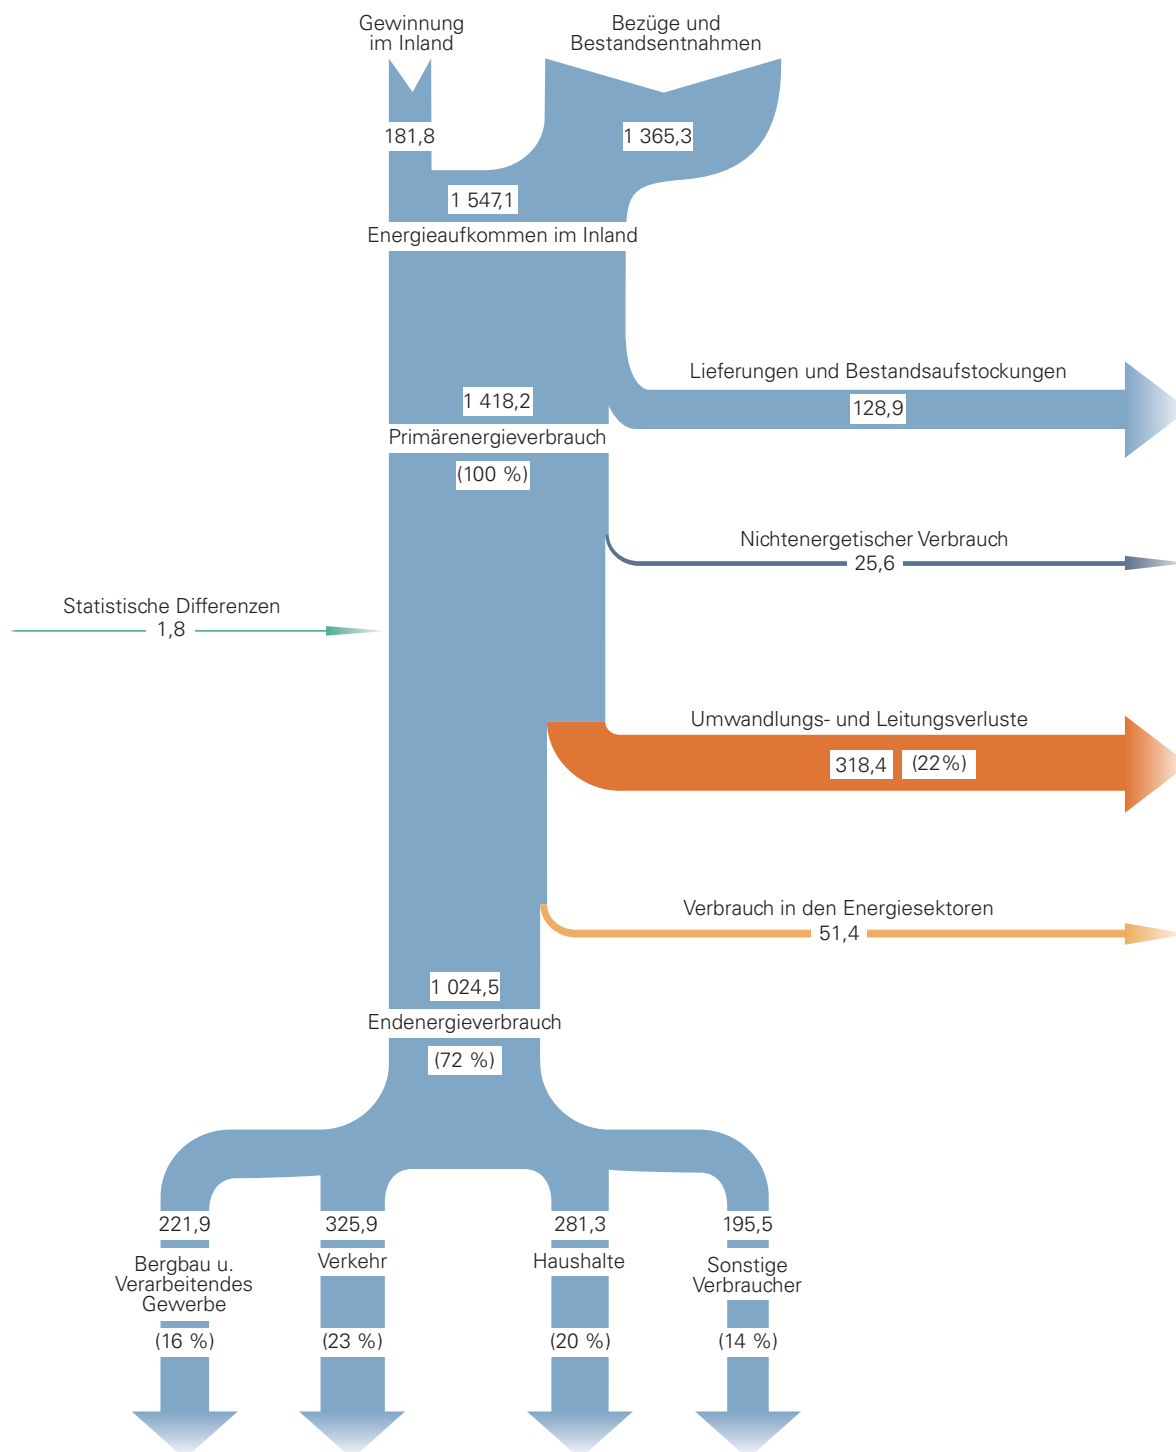 Gewinnung
im Inland
Bezüge und
Bestandsentnahmen
181,8
1 365,3
1 547,1
Energieaufkommen im Inland
Lieferungen und Bestandsaufstockungen
128,9
1 418,2
Primärenergieverbrauch
(100 %)
Nichtenergetischer Verbrauch
25,6
Statistische Differenzen
1,8
Umwandlungs- und Leitungsverluste
318,4 (22%)
Verbrauch in den Energiesektoren
51,4
1 024,5
Endenergieverbrauch
(72 %)
221,9
325,9
281,3
195,5
Bergbau u.
Verarbeitendes
Gewerbe
Verkehr
Haushalte
Sonstige
Verbraucher
(16 %)
(23 %)
(20 %)
(14 %)